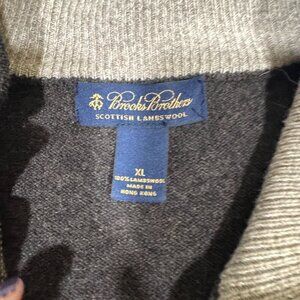 Brooks Brothers
SCOTTISH LAMBSWOOL
XL
100% LAMBSWOOL
MADE IN
HONG KONG